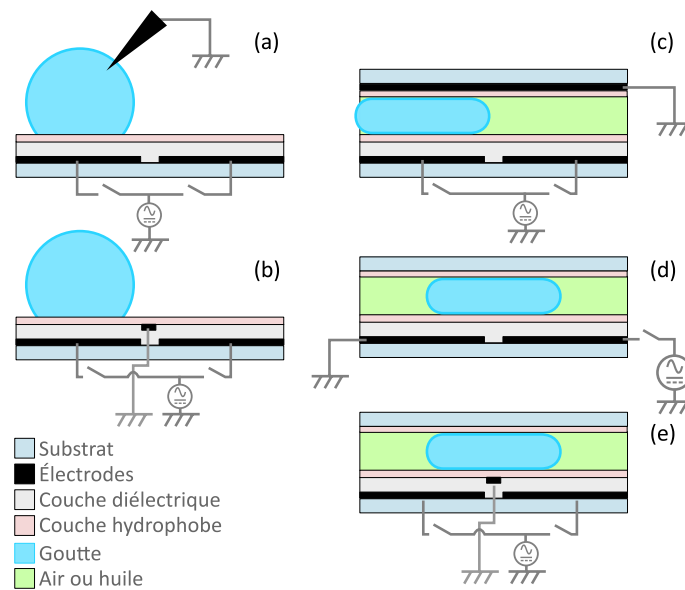 (a)
(c)
(b)
(d)
(e)
Substrat
Électrodes
Couche diélectrique
Couche hydrophobe
Goutte
Air ou huile